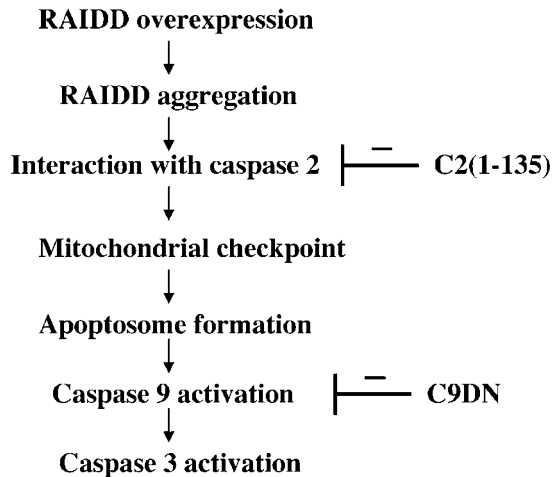 RAIDD overexpression
RAIDD aggregation
Interaction with caspase 2 − C2(1-135)
Mitochondrial checkpoint
Apoptosome formation
Caspase 9 activation − C9DN
Caspase 3 activation